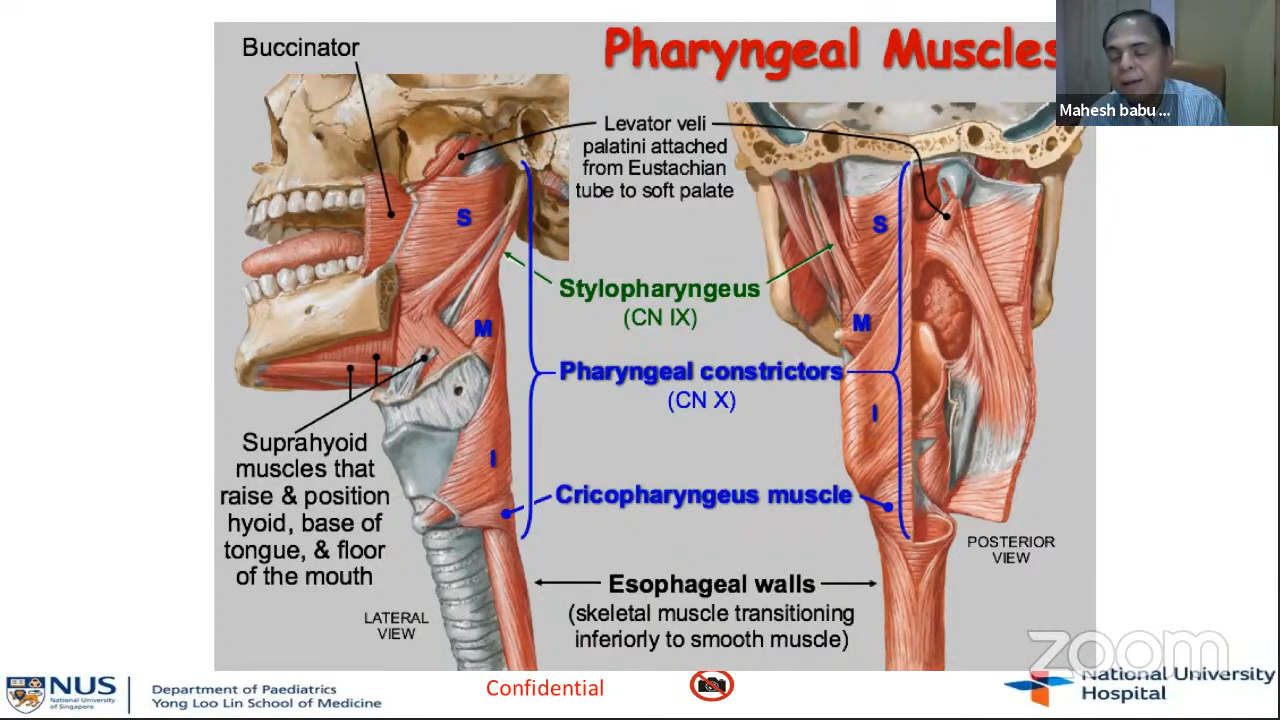 Pharyngeal Muscles
Buccinator
Levator veli
palatini attached
from Eustachian
tube to soft palate
S
S
Stylopharyngeus
(CN IX)
M
M
Pharyngeal constrictors
(CN X)
I
I
Suprahyoid
muscles that
raise & position
hyoid, base of
tongue, & floor
of the mouth
Cricopharyngeus muscle
POSTERIOR
VIEW
Esophageal walls
(skeletal muscle transitioning
inferiorly to smooth muscle)
LATERAL
VIEW
Mahesh babu ...
zoom
NUS
National University
of Singapore
Department of Paediatrics
Yong Loo Lin School of Medicine
Confidential
National University
Hospital